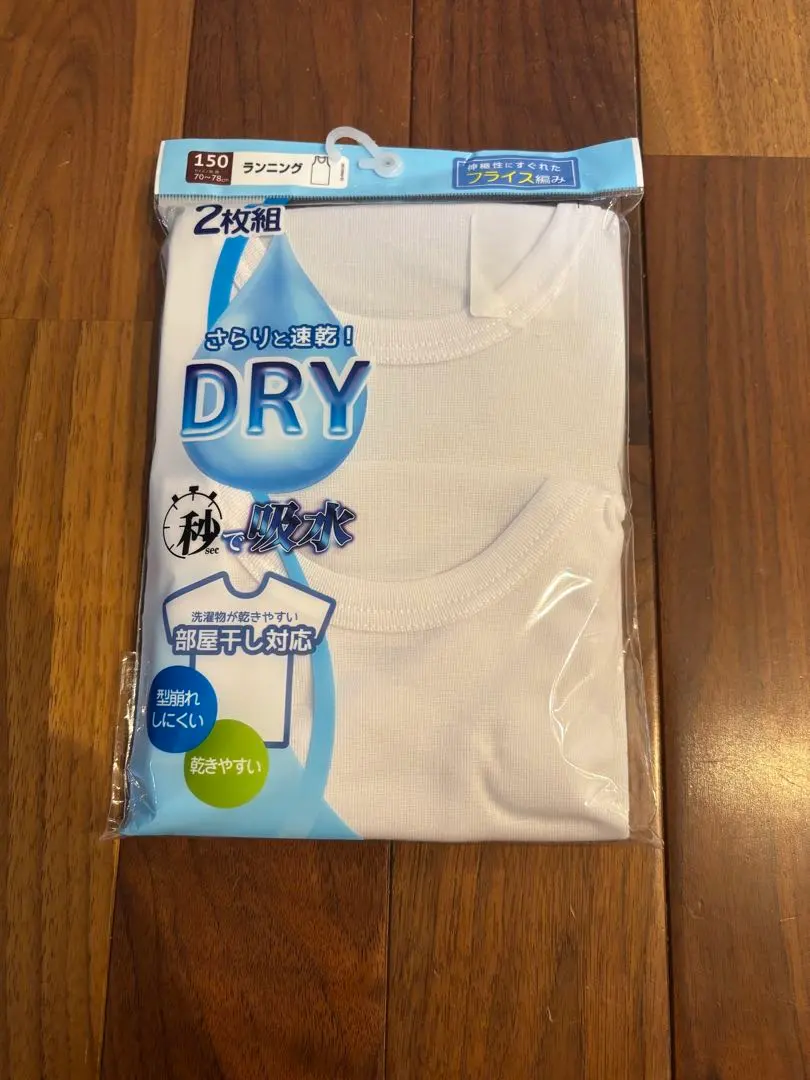 150
70~78cm
ランニング
伸縮性にすぐれた
フライス編み
2枚組
さらりと速乾!
DRY
秒で吸水
sec
洗濯物が乾きやすい
部屋干し対応
型崩れ
しにくい
乾きやすい